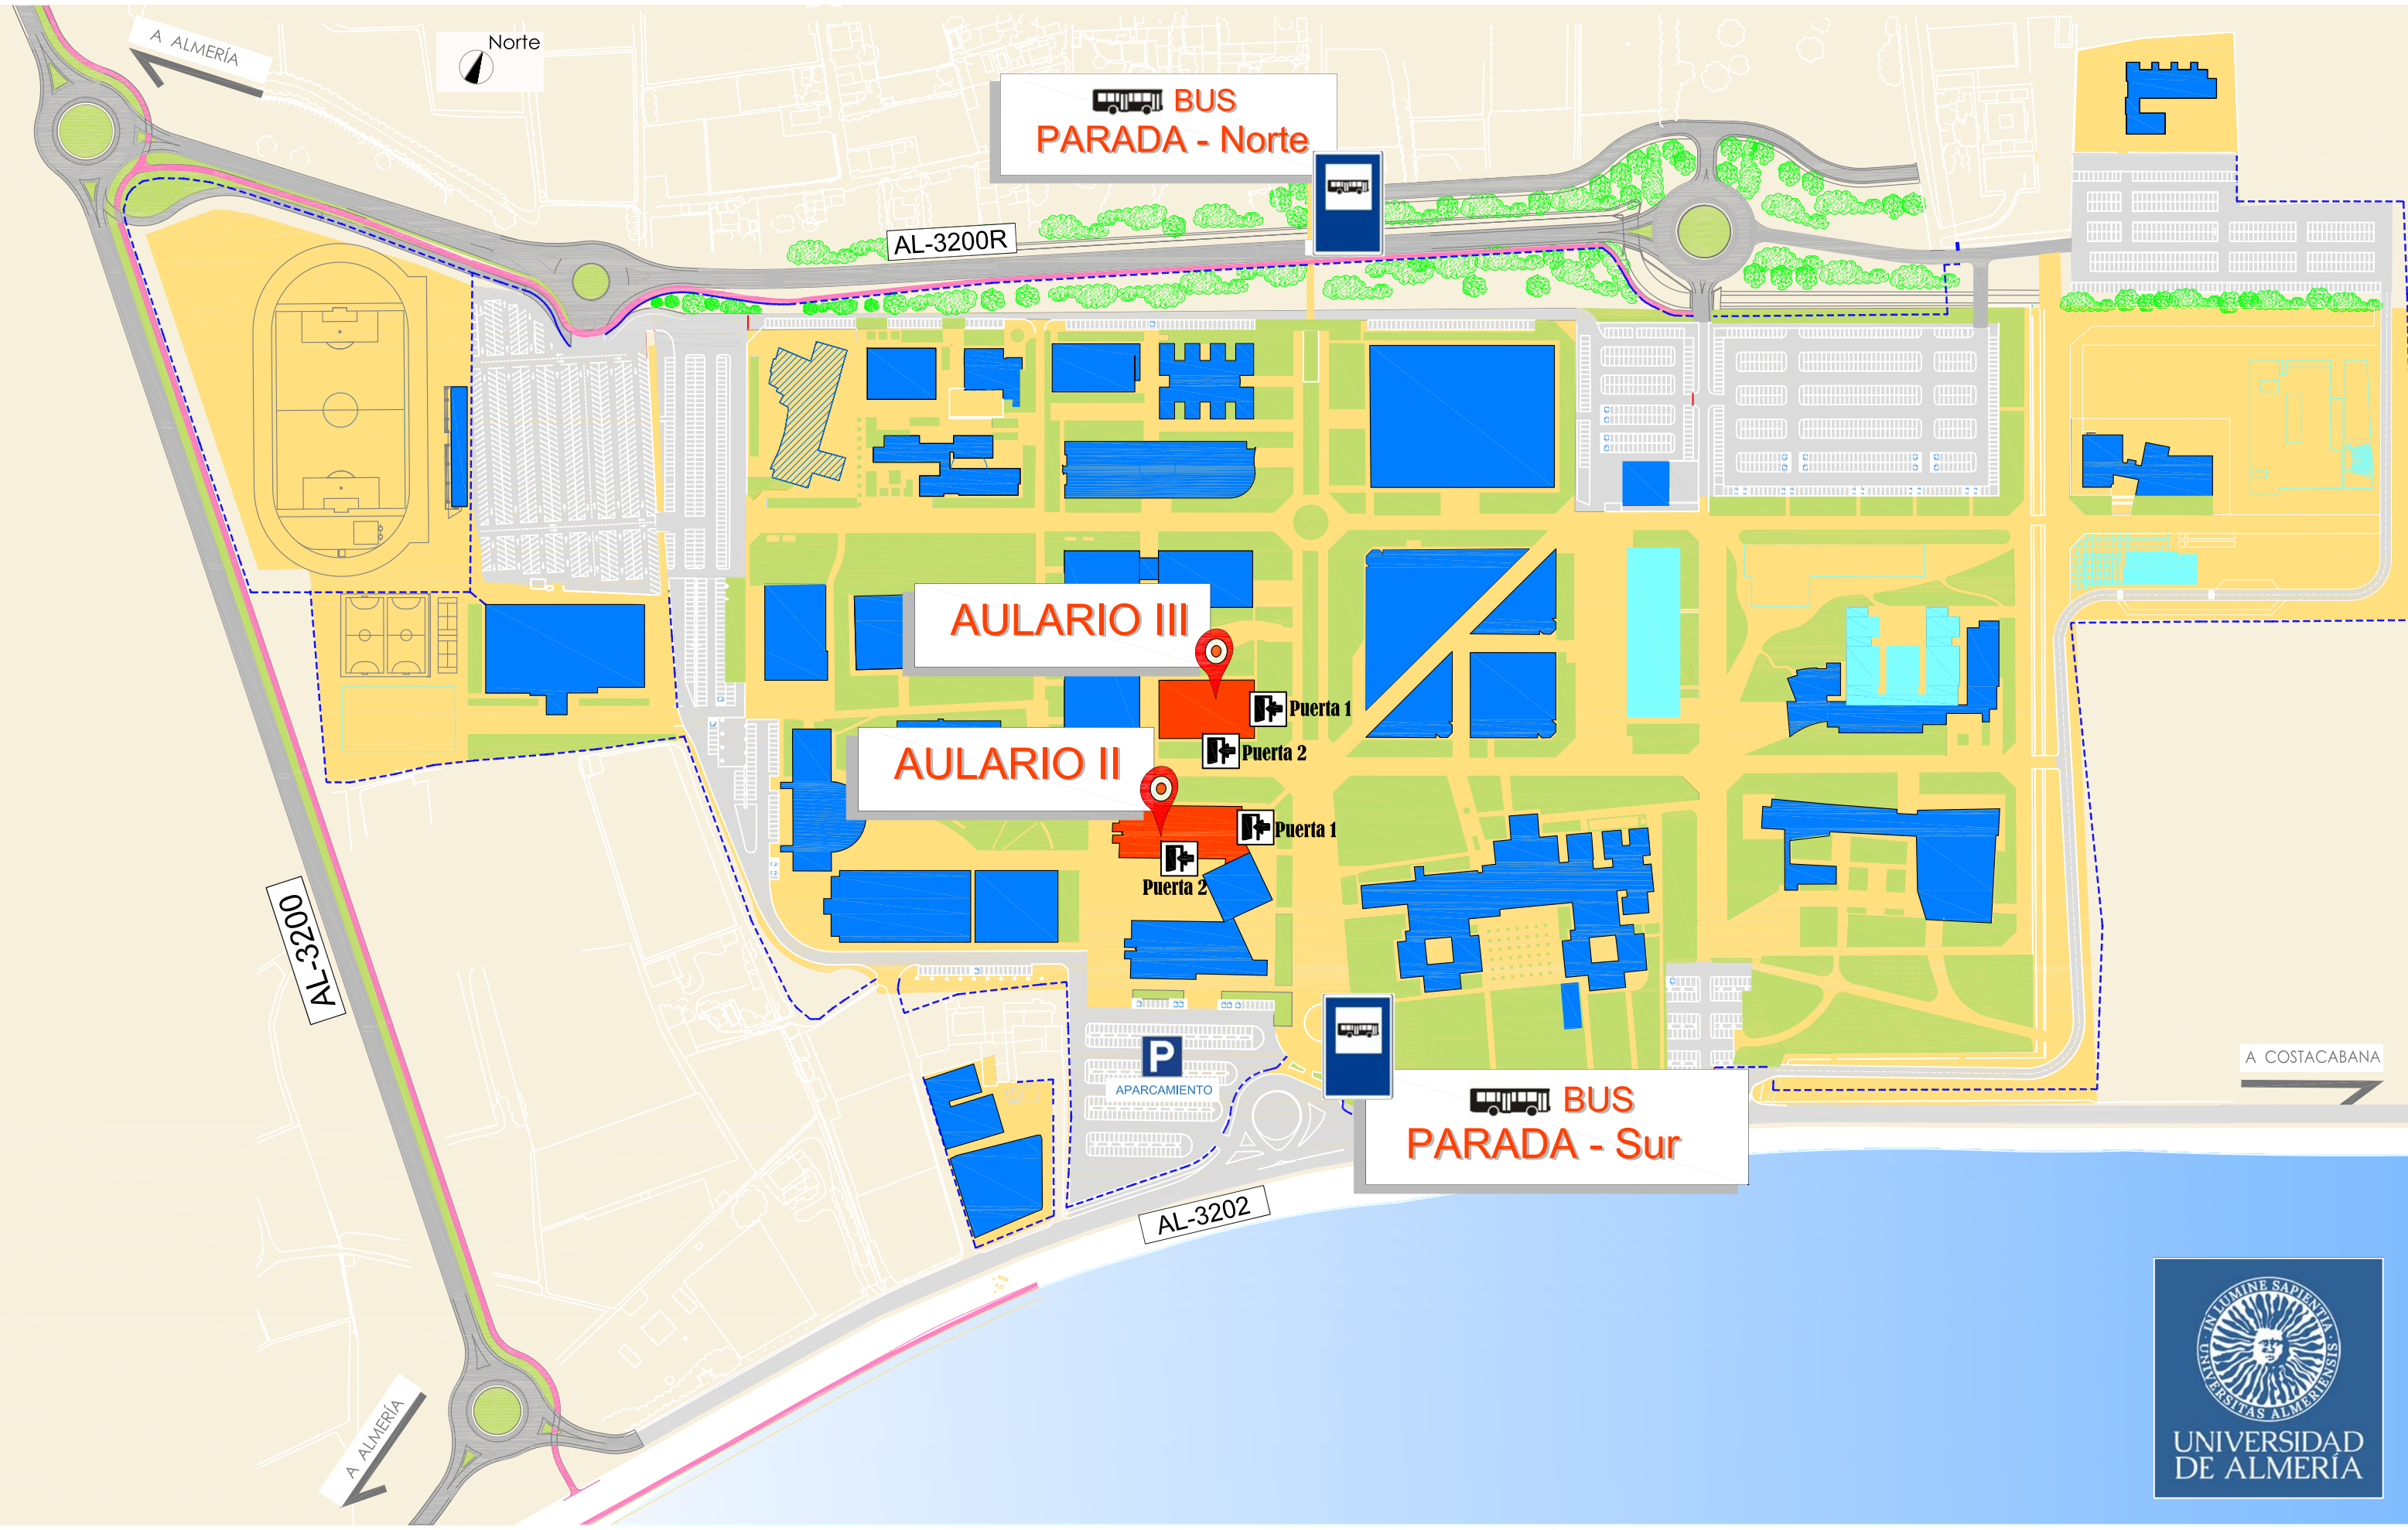 A ALMERÍA
Norte
BUS
PARADA - Norte
AL-3200R
AULARIO III
Puerta 1
Puerta 2
AULARIO II
Puerta 1
Puerta 2
AL-3200
P
APARCAMIENTO
A COSTACABANA
BUS
PARADA - Sur
AL-3202
A ALMERÍA
IN LUMINE SAPIENTIA
UNIVERSITAS ALMERIENSIS
UNIVERSIDAD
DE ALMERÍA